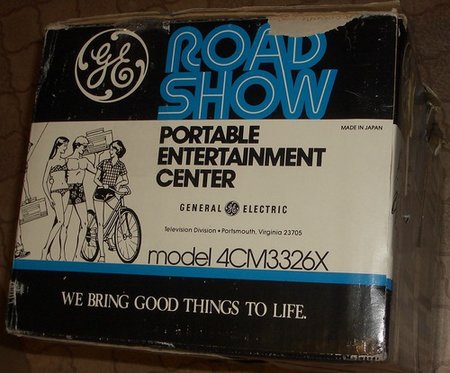 GE
ROAD
SHOW
MADE IN JAPAN
PORTABLE
ENTERTAINMENT
CENTER
GENERAL GE ELECTRIC
Television Division • Portsmouth, Virginia 23705
model 4CM3326X
WE BRING GOOD THINGS TO LIFE.